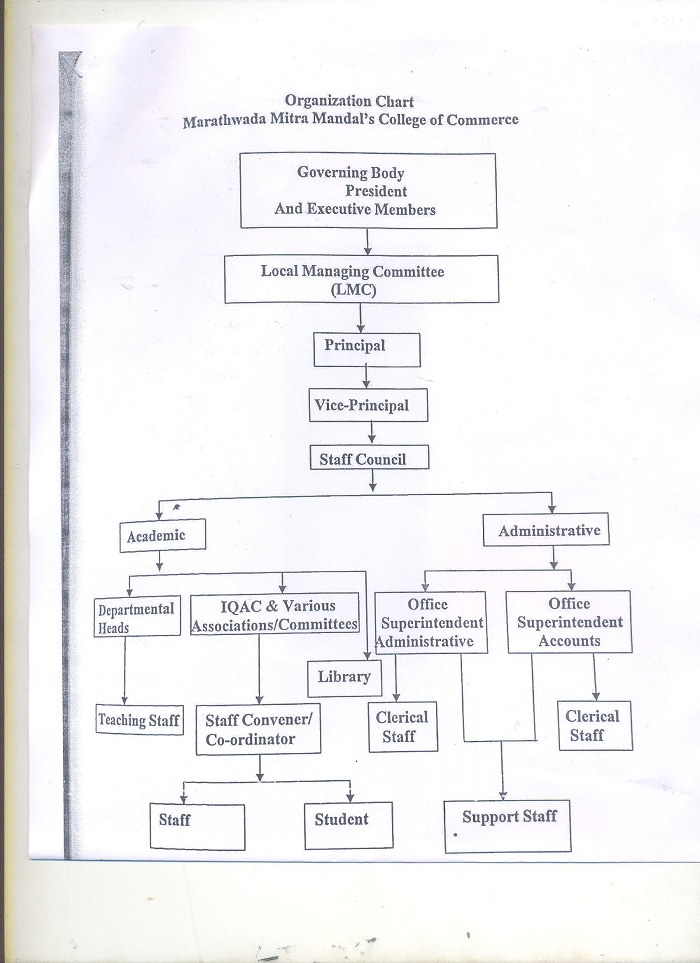 Organization Chart
Marathwada Mitra Mandal's College of Commerce
Governing Body
President
And Executive Members
Local Managing Committee
(LMC)
Principal
Vice-Principal
Staff Council
Academic
Administrative
Departmental
Heads
IQAC & Various
Associations/Committees
Office
Superintendent
Administrative
Office
Superintendent
Accounts
Library
Teaching Staff
Staff Convener/
Co-ordinator
Clerical
Staff
Clerical
Staff
Staff
Student
Support Staff